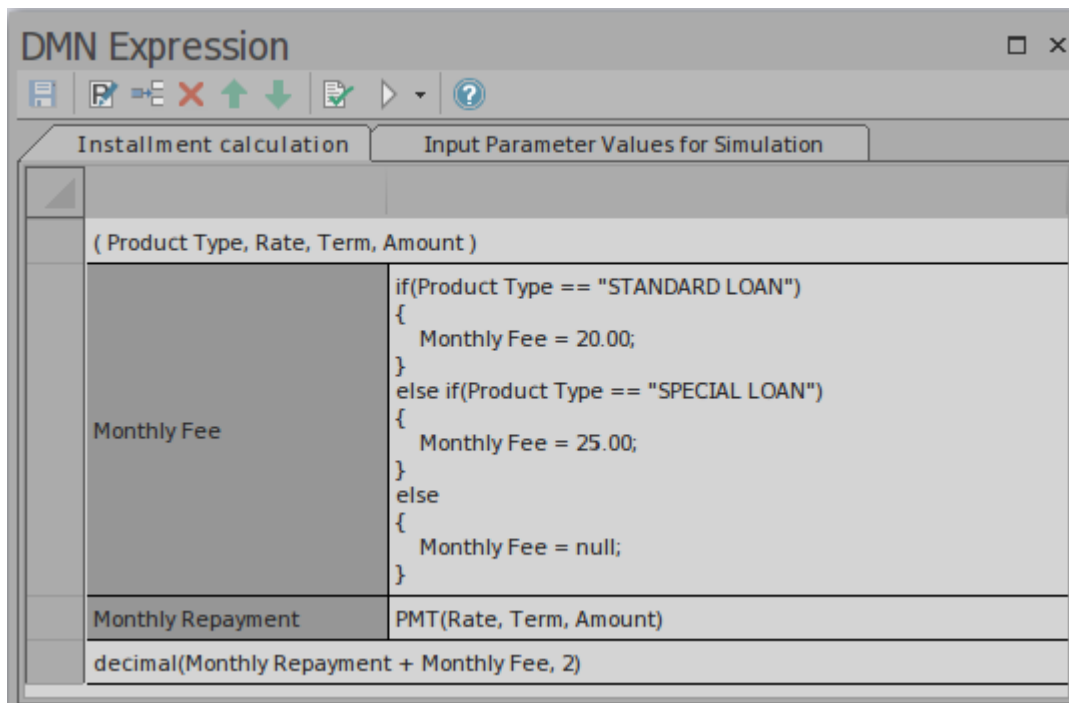 DMN Expression
Installment calculation
Input Parameter Values for Simulation
( Product Type, Rate, Term, Amount )
Monthly Fee
if(Product Type == "STANDARD LOAN")
{
Monthly Fee = 20.00;
}
else if(Product Type == "SPECIAL LOAN")
{
Monthly Fee = 25.00;
}
else
{
Monthly Fee = null;
}
Monthly Repayment
PMT(Rate, Term, Amount)
decimal(Monthly Repayment + Monthly Fee, 2)